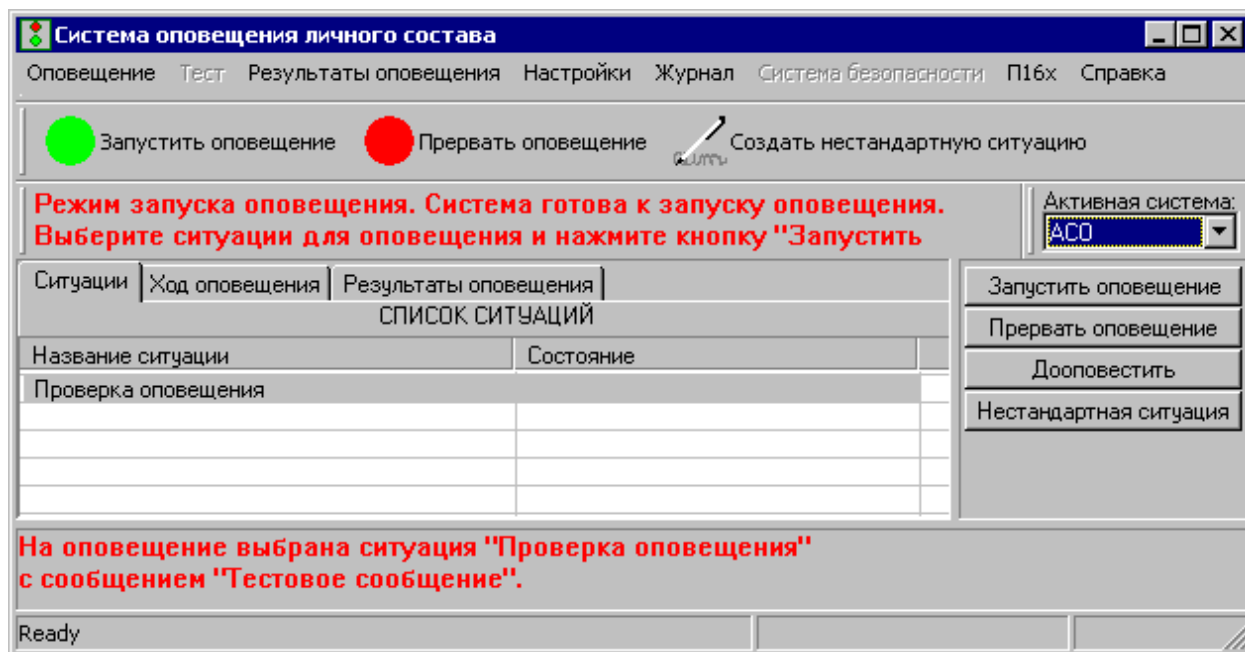 Система оповещения личного состава
Оповещение Тест Результаты оповещения Настройки Журнал Система безопасности П16х Справка
Запустить оповещение Прервать оповещение Создать нестандартную ситуацию
Режим запуска оповещения. Система готова к запуску оповещения.
Выберите ситуации для оповещения и нажмите кнопку "Запустить
Активная система:
АСО
Ситуации Ход оповещения Результаты оповещения
СПИСОК СИТУАЦИЙ
Название ситуации Состояние
Проверка оповещения
Запустить оповещение
Прервать оповещение
Дооповестить
Нестандартная ситуация
На оповещение выбрана ситуация "Проверка оповещения"
с сообщением "Тестовое сообщение".
Ready